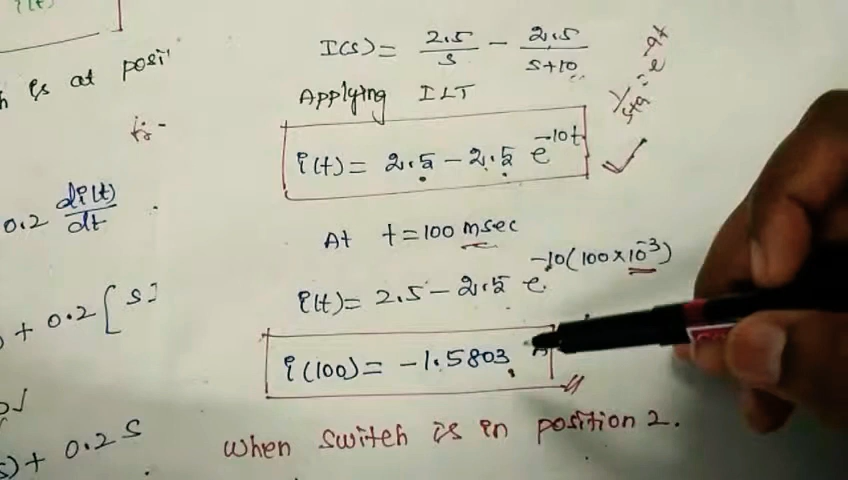 i(t)
I(s) = 2.5/s - 2.5/(s+10)
is at posi
Applying ILT
1/(s+a) = e^-at
i(t) = 2.5 - 2.5 e^-10t
0.2 di(t)/dt
At t = 100 msec
i(t) = 2.5 - 2.5 e^-10(100×10^-3)
+ 0.2 [ s I
i(100) = -1.5803
) + 0.2 s
When switch is in position 2.